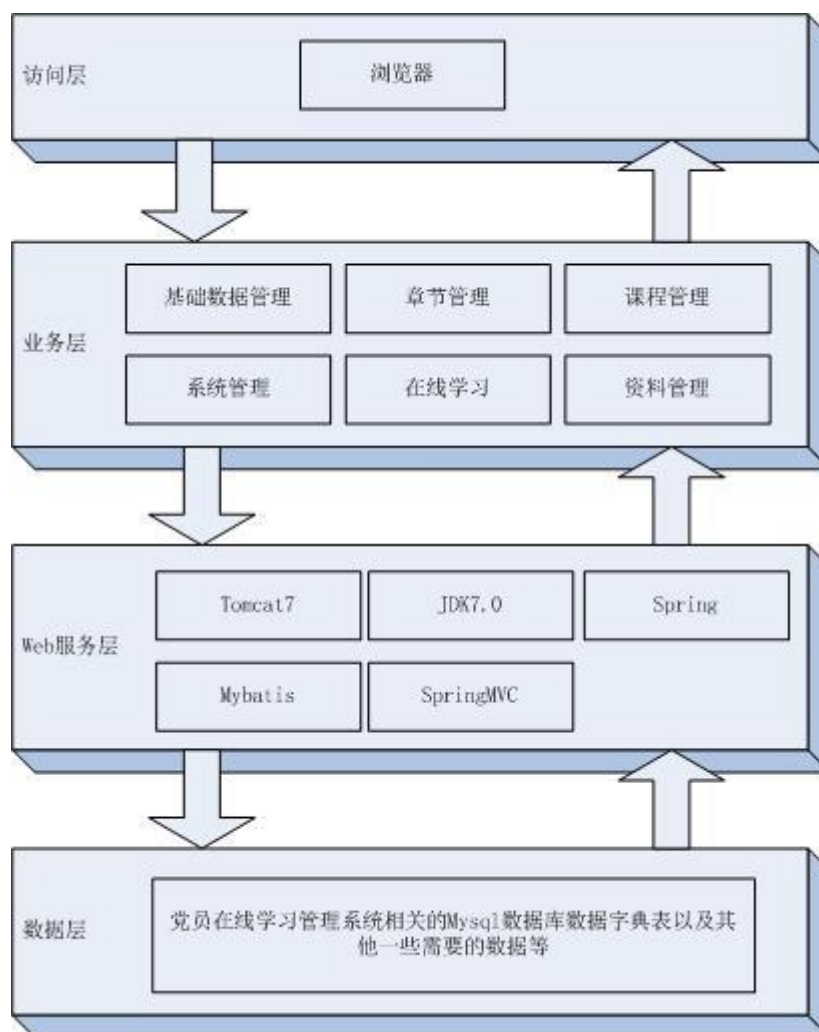 访问层
浏览器
业务层
基础数据管理
章节管理
课程管理
系统管理
在线学习
资料管理
Web服务层
Tomcat7
JDK7.0
Spring
Mybatis
SpringMVC
数据层
党员在线学习管理系统相关的Mysql数据库数据字典表以及其
他一些需要的数据等